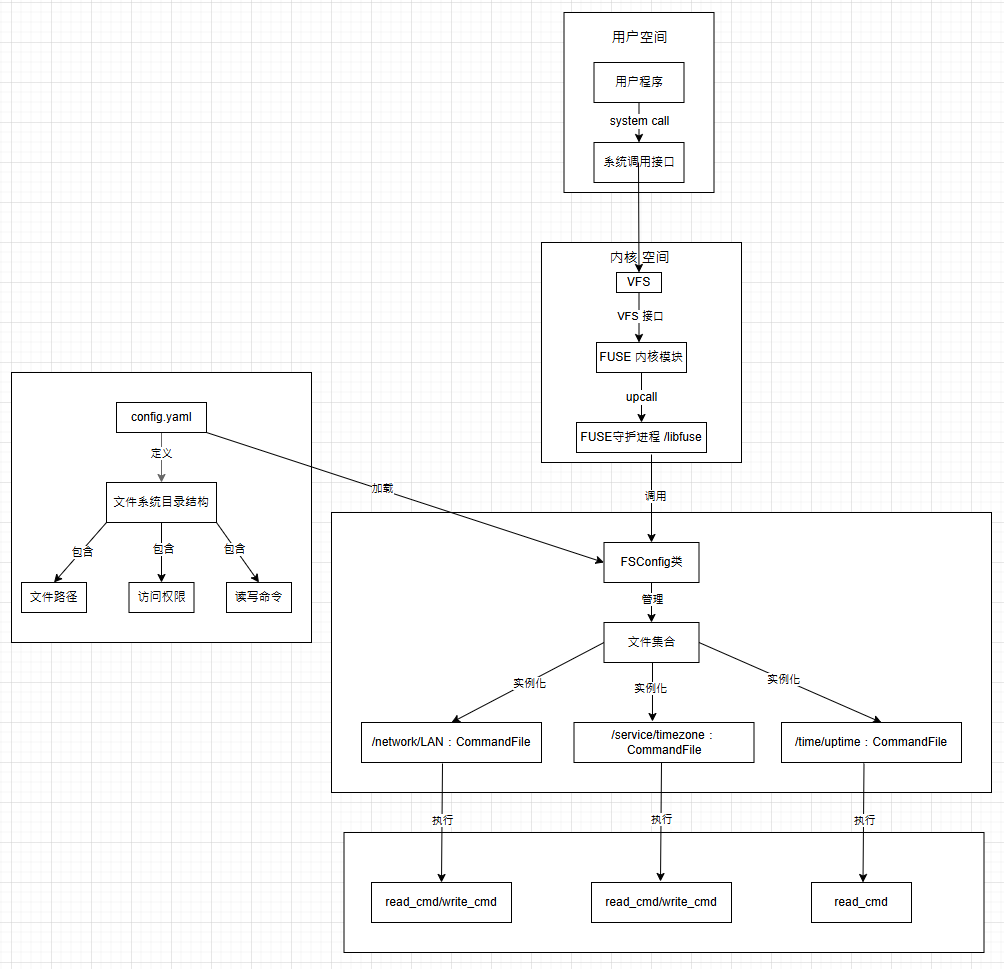 用户空间
用户程序
system call
系统调用接口
内核 空间
VFS
VFS 接口
FUSE 内核模块
upcall
FUSE守护进程 /libfuse
调用
config.yaml
定义
文件系统目录结构
包含
包含
包含
文件路径
访问权限
读写命令
加载
FSConfig类
管理
文件集合
实例化
实例化
实例化
/network/LAN：CommandFile
/service/timezone：
CommandFile
/time/uptime：CommandFile
执行
执行
执行
read_cmd/write_cmd
read_cmd/write_cmd
read_cmd